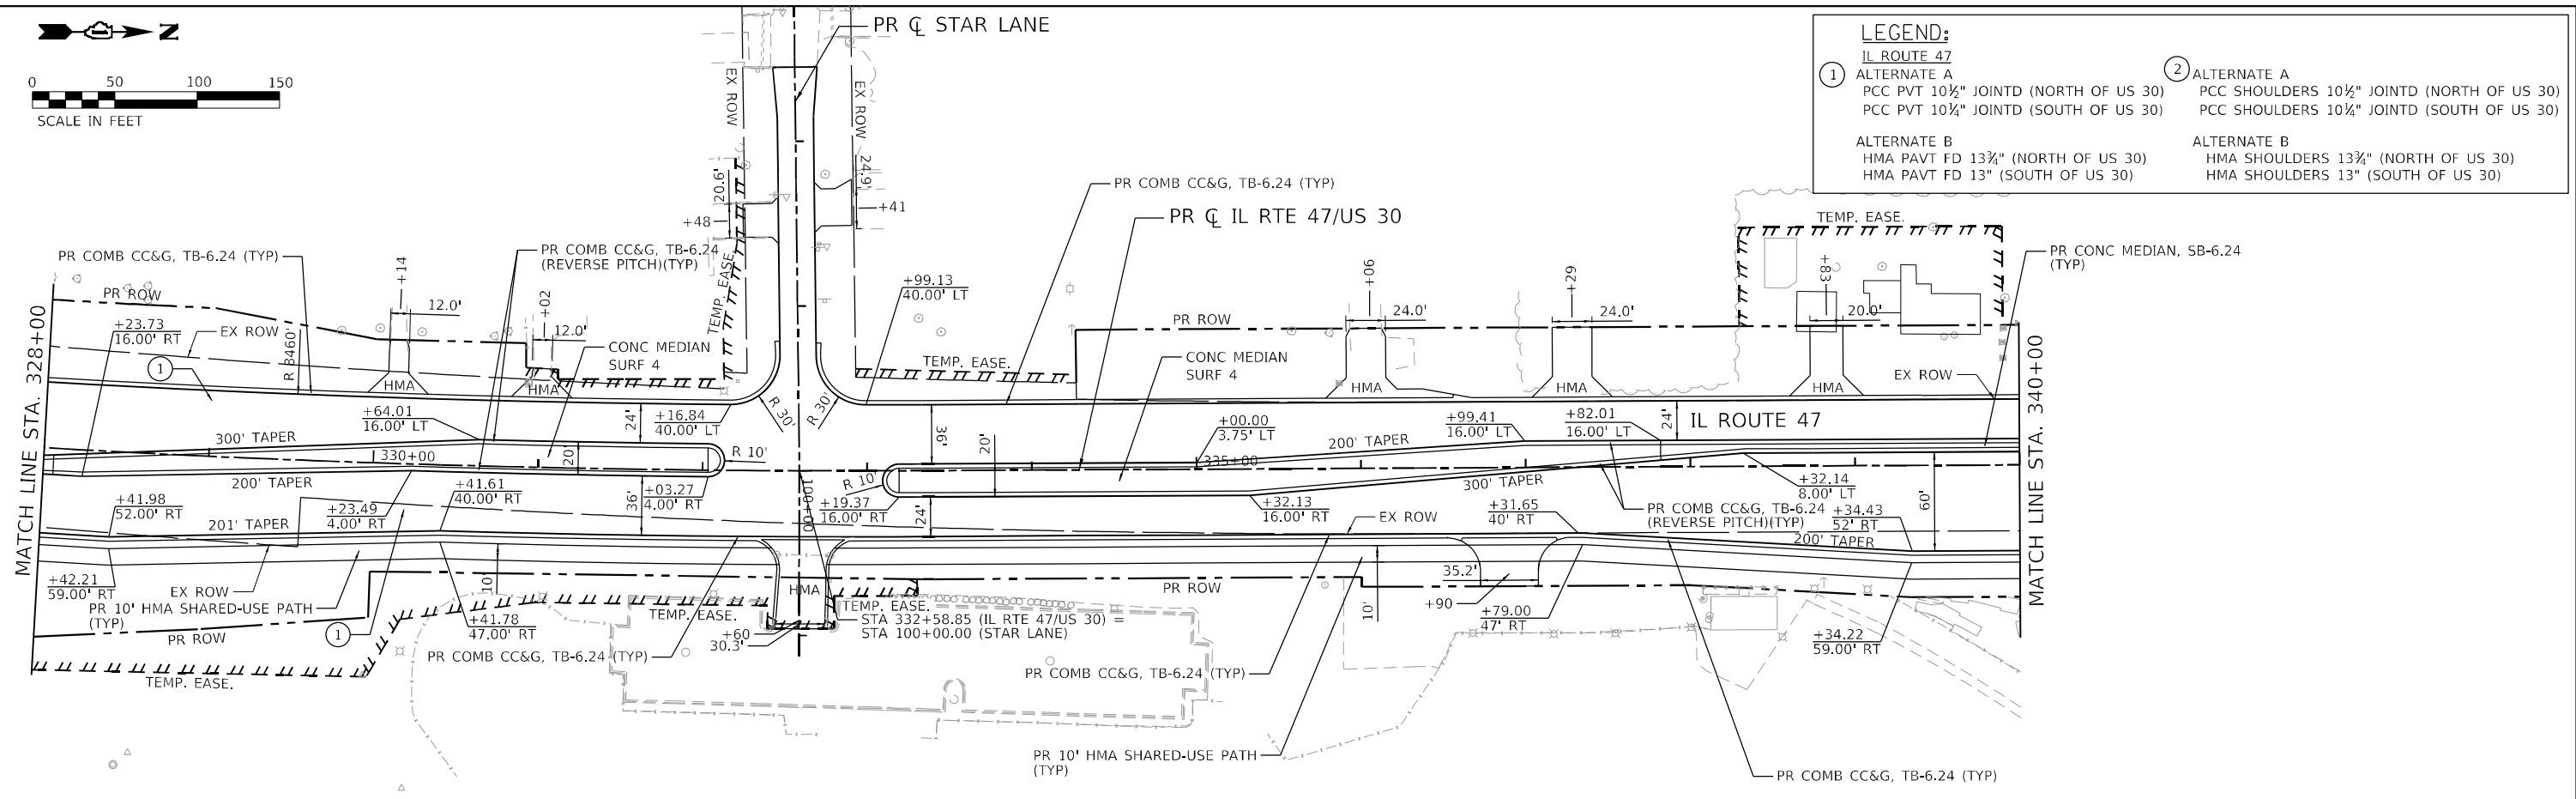 N
0 50 100 150
SCALE IN FEET
PR ℄ STAR LANE
LEGEND:
IL ROUTE 47
1 ALTERNATE A
PCC PVT 10½" JOINTD (NORTH OF US 30)
PCC PVT 10¼" JOINTD (SOUTH OF US 30)
ALTERNATE B
HMA PAVT FD 13¾" (NORTH OF US 30)
HMA PAVT FD 13" (SOUTH OF US 30)
2 ALTERNATE A
PCC SHOULDERS 10½" JOINTD (NORTH OF US 30)
PCC SHOULDERS 10¼" JOINTD (SOUTH OF US 30)
ALTERNATE B
HMA SHOULDERS 13¾" (NORTH OF US 30)
HMA SHOULDERS 13" (SOUTH OF US 30)
EX ROW
EX ROW
20.6'
+48
24.9'
+41
TEMP. EASE.
PR COMB CC&G, TB-6.24 (TYP)
PR ℄ IL RTE 47/US 30
TEMP. EASE.
PR CONC MEDIAN, SB-6.24
(TYP)
PR COMB CC&G, TB-6.24 (TYP)
PR COMB CC&G, TB-6.24
(REVERSE PITCH)(TYP)
+14
12.0'
+02
12.0'
+99.13
40.00' LT
+06
24.0'
+29
24.0'
+83
20.0'
PR ROW
+23.73
16.00' RT
EX ROW
R 8460'
1
CONC MEDIAN
SURF 4
TEMP. EASE.
CONC MEDIAN
SURF 4
PR ROW
EX ROW
HMA
HMA
HMA
HMA
HMA
MATCH LINE STA. 328+00
MATCH LINE STA. 340+00
+64.01
16.00' LT
24'
+16.84
40.00' LT
R 30'
R 30'
36'
20'
+00.00
3.75' LT
+99.41
16.00' LT
+82.01
16.00' LT
24'
IL ROUTE 47
300' TAPER
330+00
20'
R 10'
335+00
200' TAPER
200' TAPER
R 10'
300' TAPER
+41.98
52.00' RT
+23.49
4.00' RT
+41.61
40.00' RT
36'
+03.27
4.00' RT
100+00
+19.37
16.00' RT
24'
+32.13
16.00' RT
EX ROW
+31.65
40' RT
PR COMB CC&G, TB-6.24
(REVERSE PITCH)(TYP)
+32.14
8.00' LT
+34.43
52' RT
60'
201' TAPER
200' TAPER
+42.21
59.00' RT
EX ROW
PR 10' HMA SHARED-USE PATH
(TYP)
PR ROW
1
10'
+41.78
47.00' RT
PR COMB CC&G, TB-6.24 (TYP)
TEMP. EASE.
HMA
+60
30.3'
TEMP. EASE.
STA 332+58.85 (IL RTE 47/US 30) =
STA 100+00.00 (STAR LANE)
PR ROW
10'
35.2'
+90
+79.00
47' RT
+34.22
59.00' RT
TEMP. EASE.
PR COMB CC&G, TB-6.24 (TYP)
PR 10' HMA SHARED-USE PATH
(TYP)
PR COMB CC&G, TB-6.24 (TYP)